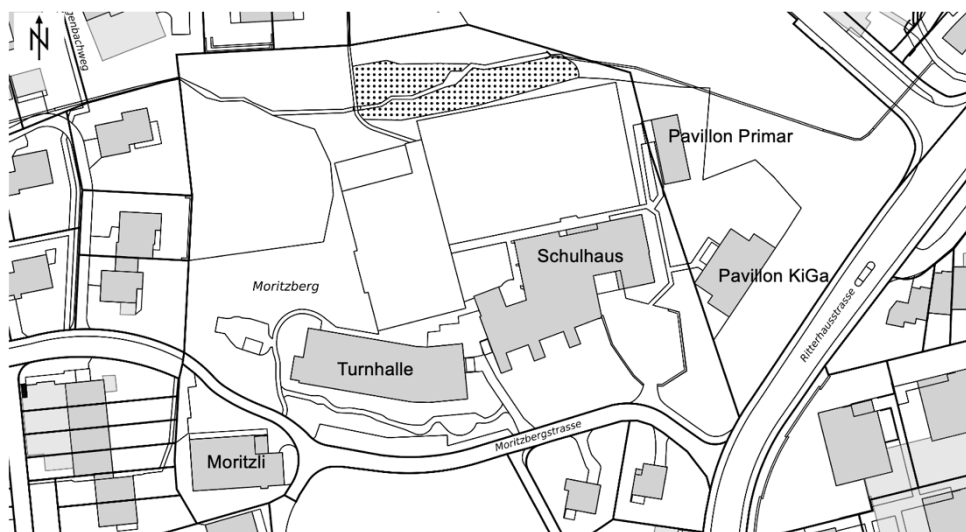 N
Pavillon Primar
Schulhaus
Pavillon KiGa
Moritzberg
Ritterhausstrasse
Turnhalle
Moritzbergstrasse
Moritzli